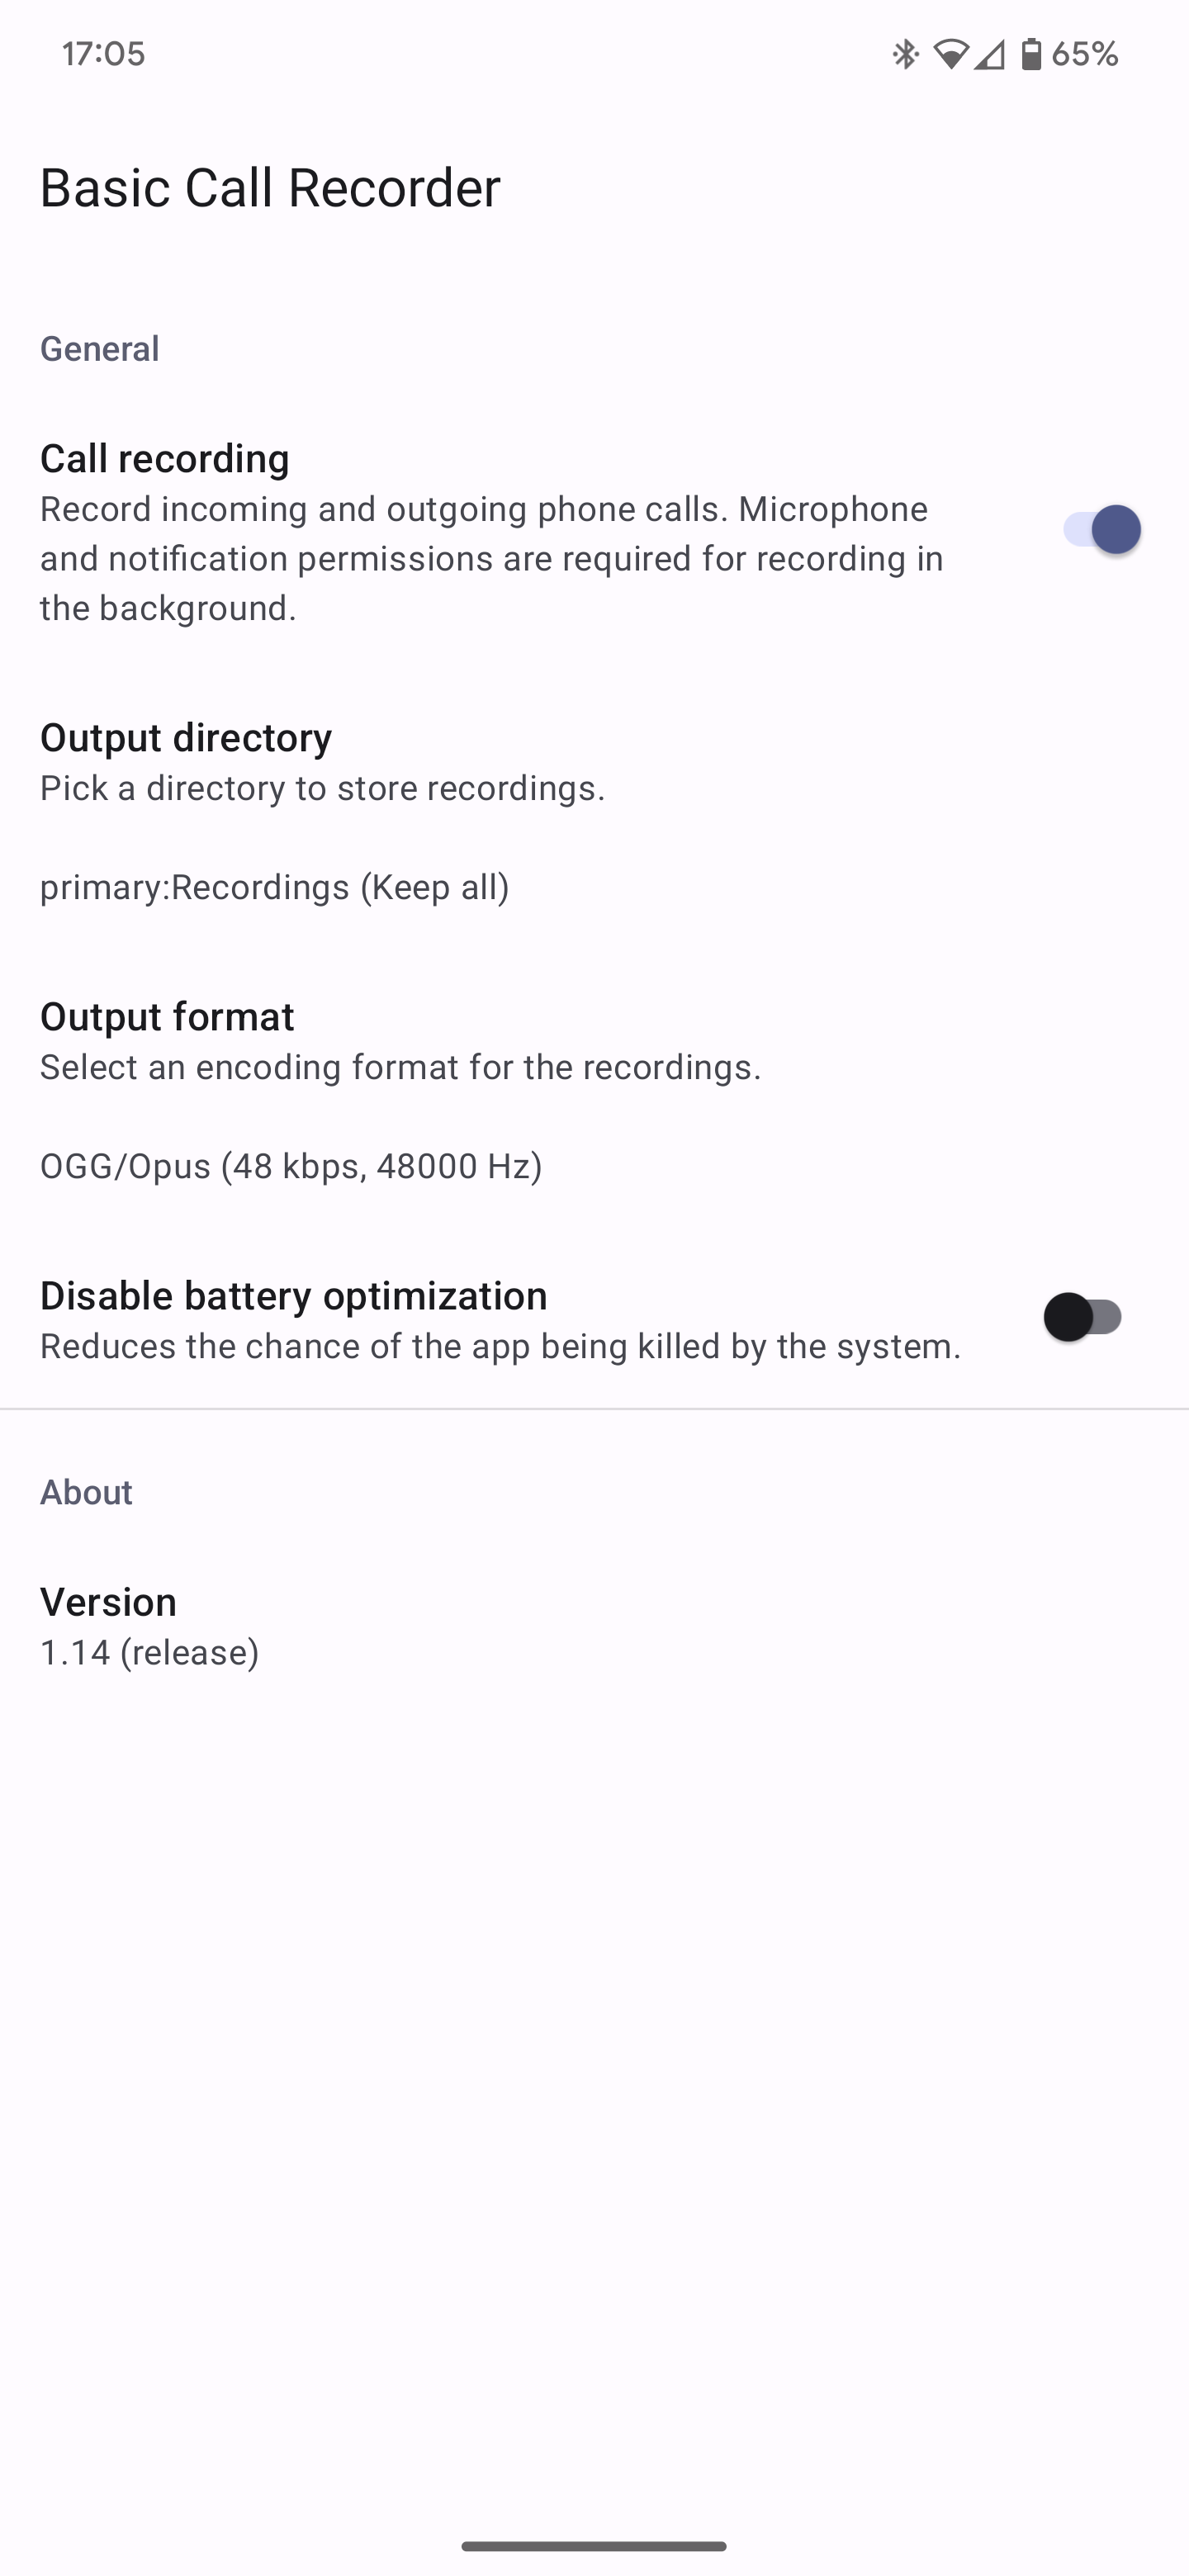 17:05
65%
Basic Call Recorder
General
Call recording
Record incoming and outgoing phone calls. Microphone
and notification permissions are required for recording in
the background.
Output directory
Pick a directory to store recordings.
primary:Recordings (Keep all)
Output format
Select an encoding format for the recordings.
OGG/Opus (48 kbps, 48000 Hz)
Disable battery optimization
Reduces the chance of the app being killed by the system.
About
Version
1.14 (release)